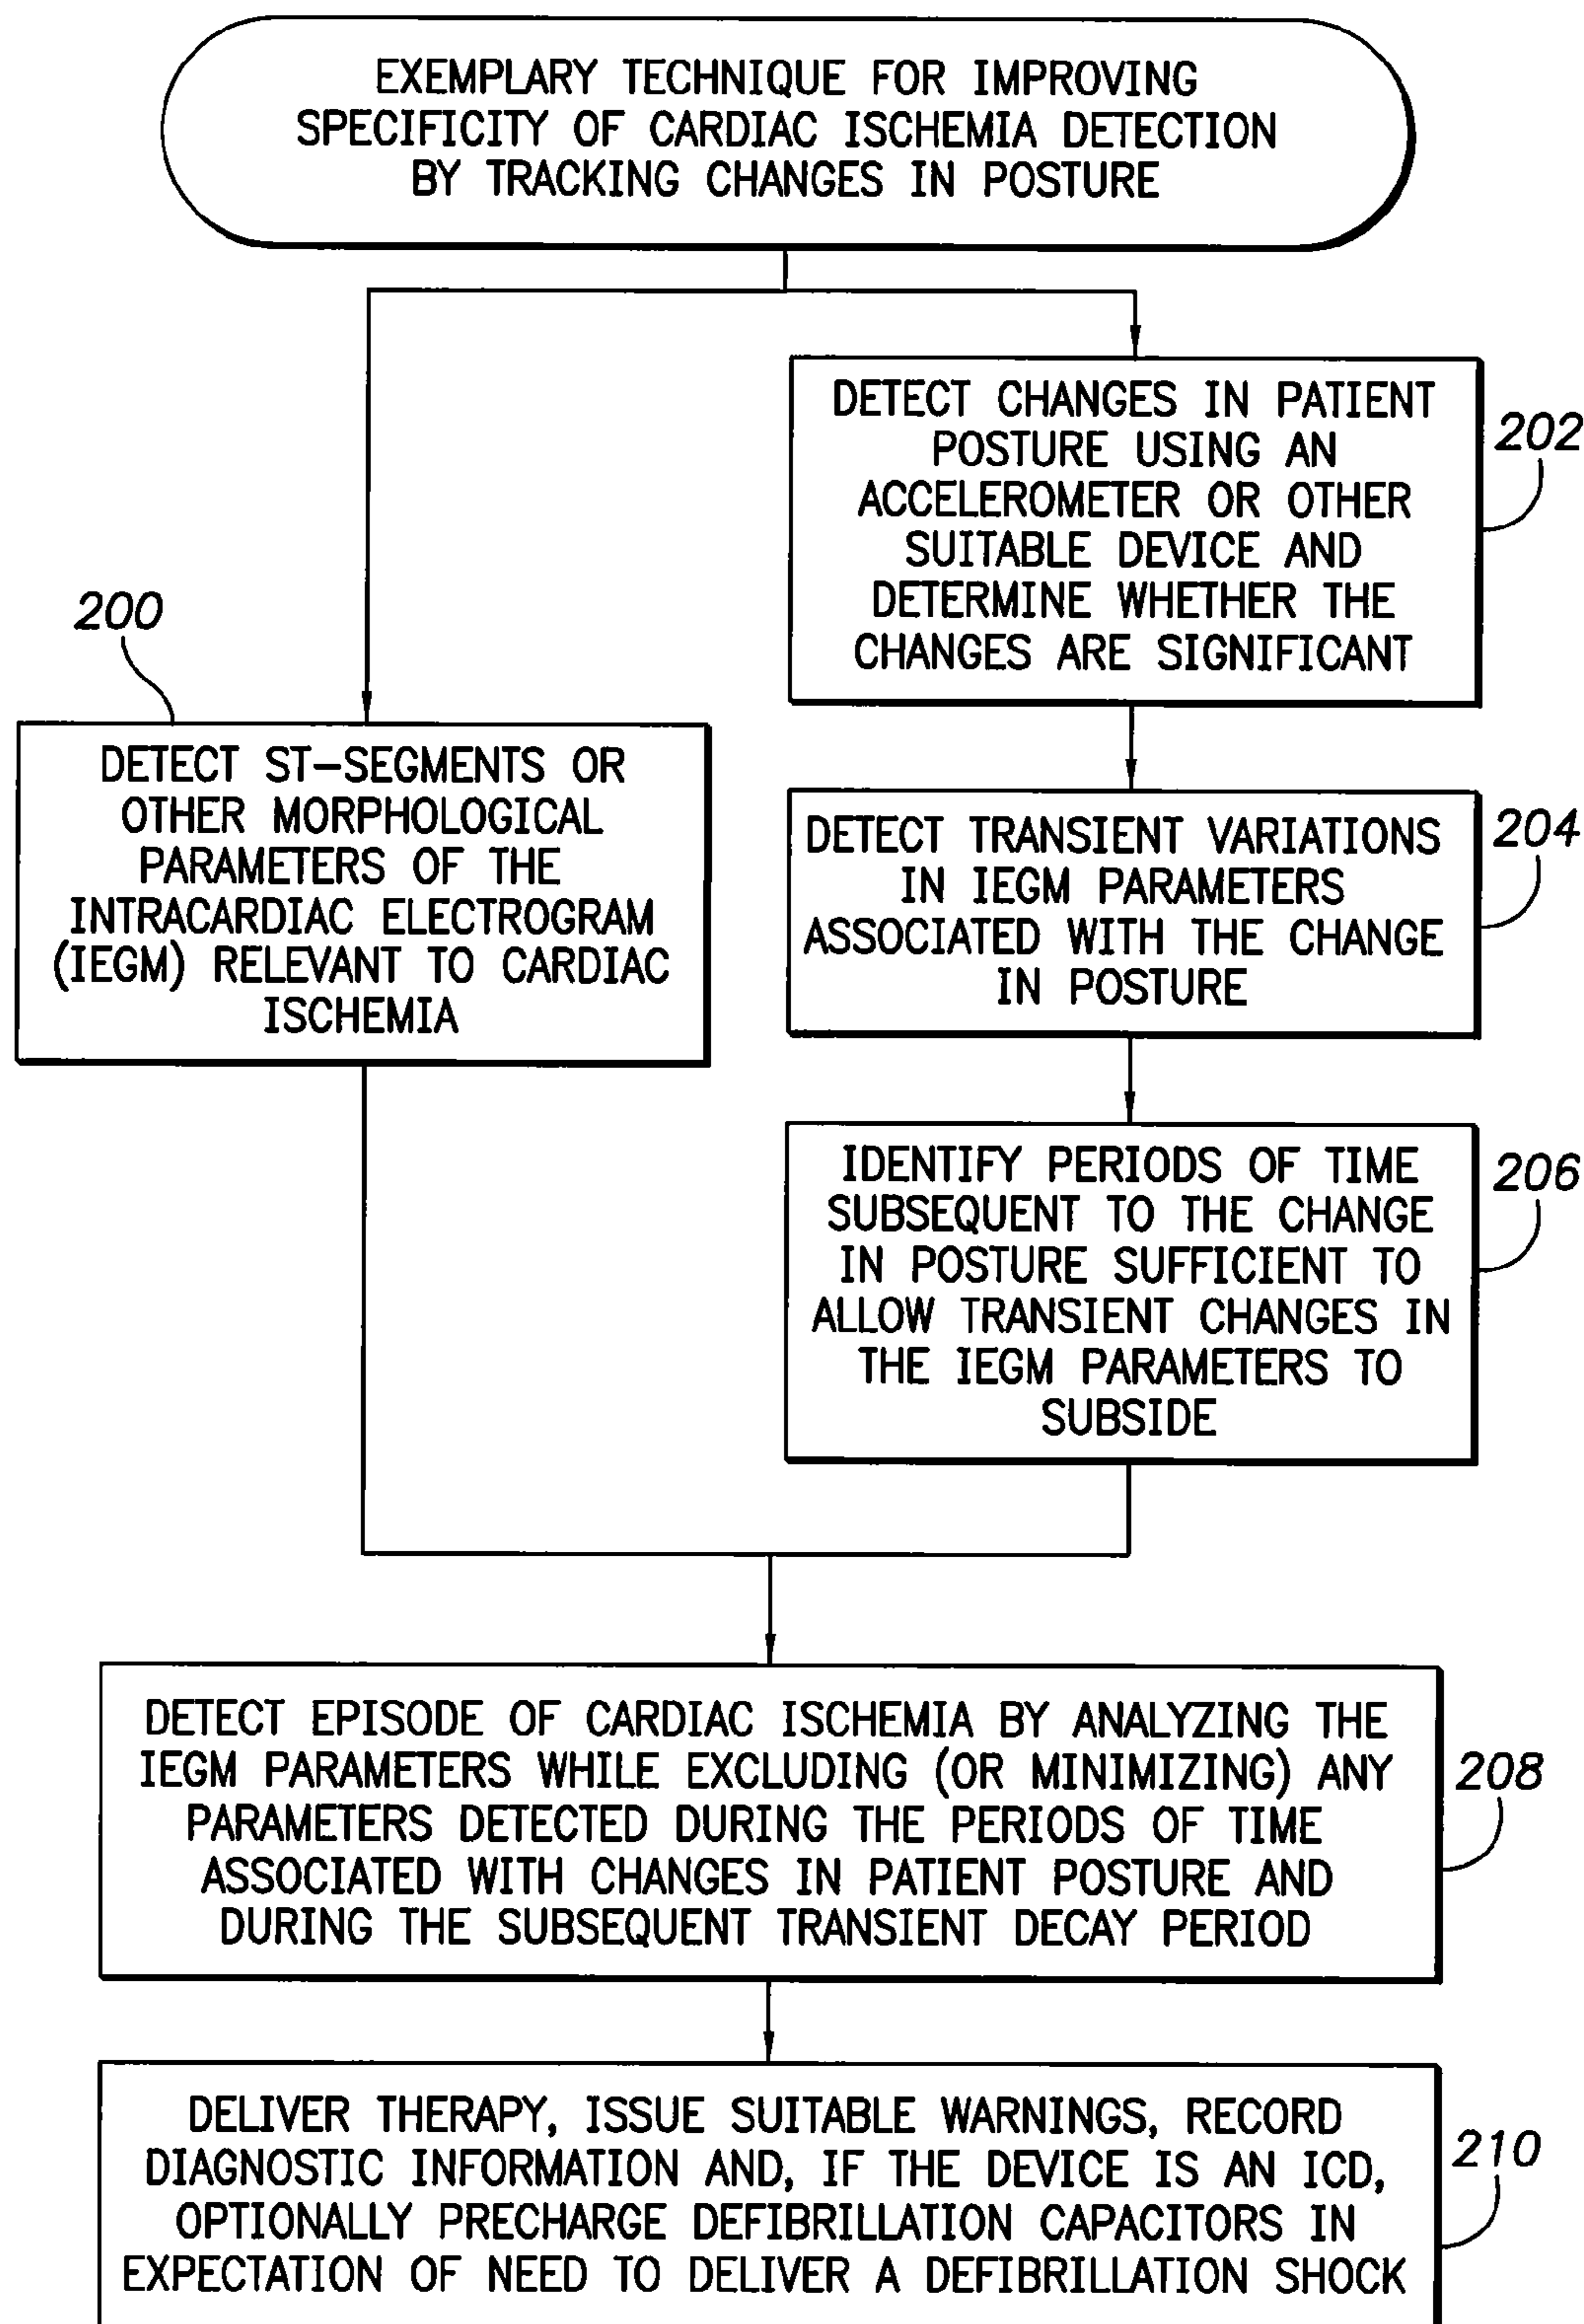 EXEMPLARY TECHNIQUE FOR IMPROVING
SPECIFICITY OF CARDIAC ISCHEMIA DETECTION
BY TRACKING CHANGES IN POSTURE
DETECT CHANGES IN PATIENT
POSTURE USING AN
ACCELEROMETER OR OTHER
SUITABLE DEVICE AND
DETERMINE WHETHER THE
CHANGES ARE SIGNIFICANT
202
200
DETECT ST-SEGMENTS OR
OTHER MORPHOLOGICAL
PARAMETERS OF THE
INTRACARDIAC ELECTROGRAM
(IEGM) RELEVANT TO CARDIAC
ISCHEMIA
DETECT TRANSIENT VARIATIONS
IN IEGM PARAMETERS
ASSOCIATED WITH THE CHANGE
IN POSTURE
204
IDENTIFY PERIODS OF TIME
SUBSEQUENT TO THE CHANGE
IN POSTURE SUFFICIENT TO
ALLOW TRANSIENT CHANGES IN
THE IEGM PARAMETERS TO
SUBSIDE
206
DETECT EPISODE OF CARDIAC ISCHEMIA BY ANALYZING THE
IEGM PARAMETERS WHILE EXCLUDING (OR MINIMIZING) ANY
PARAMETERS DETECTED DURING THE PERIODS OF TIME
ASSOCIATED WITH CHANGES IN PATIENT POSTURE AND
DURING THE SUBSEQUENT TRANSIENT DECAY PERIOD
208
DELIVER THERAPY, ISSUE SUITABLE WARNINGS, RECORD
DIAGNOSTIC INFORMATION AND, IF THE DEVICE IS AN ICD,
OPTIONALLY PRECHARGE DEFIBRILLATION CAPACITORS IN
EXPECTATION OF NEED TO DELIVER A DEFIBRILLATION SHOCK
210